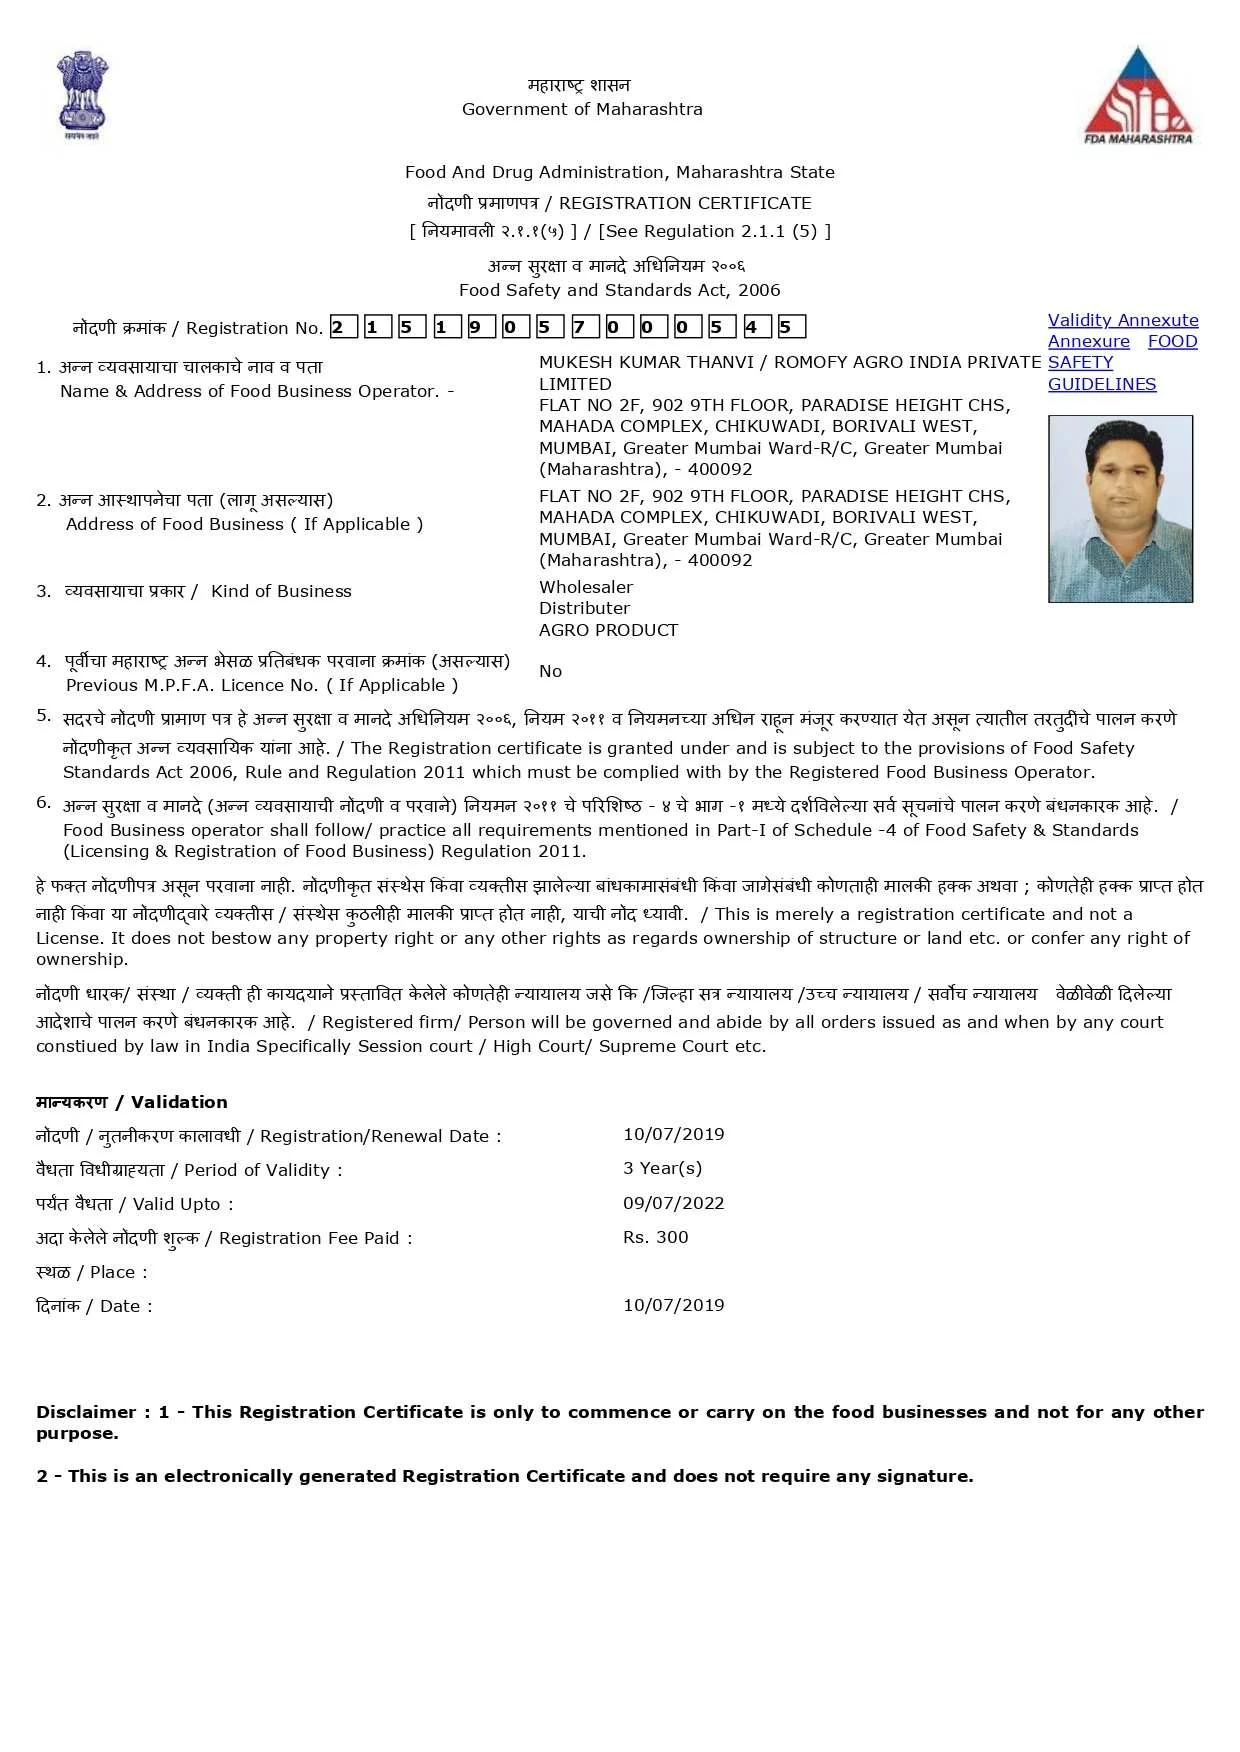 सत्यमेव जयते
FDA MAHARASHTRA
महाराष्ट्र शासन
Government of Maharashtra
Food And Drug Administration, Maharashtra State
नोंदणी प्रमाणपत्र / REGISTRATION CERTIFICATE
[ नियमावली २.१.१(५) ] / [See Regulation 2.1.1 (5) ]
अन्न सुरक्षा व मानदे अधिनियम २००६
Food Safety and Standards Act, 2006
नोंदणी क्रमांक / Registration No. 2 1 5 1 9 0 5 7 0 0 0 5 4 5
Validity Annexute
Annexure FOOD
SAFETY
GUIDELINES
1. अन्न व्यवसायाचा चालकाचे नाव व पता
Name & Address of Food Business Operator. -
MUKESH KUMAR THANVI / ROMOFY AGRO INDIA PRIVATE
LIMITED
FLAT NO 2F, 902 9TH FLOOR, PARADISE HEIGHT CHS,
MAHADA COMPLEX, CHIKUWADI, BORIVALI WEST,
MUMBAI, Greater Mumbai Ward-R/C, Greater Mumbai
(Maharashtra), - 400092
2. अन्न आस्थापनेचा पता (लागू असल्यास)
Address of Food Business ( If Applicable )
FLAT NO 2F, 902 9TH FLOOR, PARADISE HEIGHT CHS,
MAHADA COMPLEX, CHIKUWADI, BORIVALI WEST,
MUMBAI, Greater Mumbai Ward-R/C, Greater Mumbai
(Maharashtra), - 400092
3. व्यवसायाचा प्रकार / Kind of Business
Wholesaler
Distributer
AGRO PRODUCT
4. पूर्वीचा महाराष्ट्र अन्न भेसळ प्रतिबंधक परवाना क्रमांक (असल्यास)
Previous M.P.F.A. Licence No. ( If Applicable )
No
5. सदरचे नोंदणी प्रामाण पत्र हे अन्न सुरक्षा व मानदे अधिनियम २००६, नियम २०११ व नियमनच्या अधिन राहून मंजूर करण्यात येत असून त्यातील तरतुदींचे पालन करणे
नोंदणीकृत अन्न व्यवसायिक यांना आहे. / The Registration certificate is granted under and is subject to the provisions of Food Safety
Standards Act 2006, Rule and Regulation 2011 which must be complied with by the Registered Food Business Operator.
6. अन्न सुरक्षा व मानदे (अन्न व्यवसायाची नोंदणी व परवाने) नियमन २०११ चे परिशिष्ठ - ४ चे भाग -१ मध्ये दर्शविलेल्या सर्व सूचनांचे पालन करणे बंधनकारक आहे. /
Food Business operator shall follow/ practice all requirements mentioned in Part-I of Schedule -4 of Food Safety & Standards
(Licensing & Registration of Food Business) Regulation 2011.
हे फक्त नोंदणीपत्र असून परवाना नाही. नोंदणीकृत संस्थेस किंवा व्यक्तीस झालेल्या बांधकामासंबंधी किंवा जागेसंबंधी कोणताही मालकी हक्क अथवा ; कोणतेही हक्क प्राप्त होत
नाही किंवा या नोंदणीद्वारे व्यक्तीस / संस्थेस कुठलीही मालकी प्राप्त होत नाही, याची नोंद ध्यावी. / This is merely a registration certificate and not a
License. It does not bestow any property right or any other rights as regards ownership of structure or land etc. or confer any right of
ownership.
नोंदणी धारक/ संस्था / व्यक्ती ही कायदयाने प्रस्तावित केलेले कोणतेही न्यायालय जसे कि /जिल्हा सत्र न्यायालय /उच्च न्यायालय / सर्वोच न्यायालय वेळीवेळी दिलेल्या
आदेशाचे पालन करणे बंधनकारक आहे. / Registered firm/ Person will be governed and abide by all orders issued as and when by any court
constiued by law in India Specifically Session court / High Court/ Supreme Court etc.
मान्यकरण / Validation
नोंदणी / नुतनीकरण कालावधी / Registration/Renewal Date : 10/07/2019
वैधता विधीग्राह्यता / Period of Validity : 3 Year(s)
पर्यंत वैधता / Valid Upto : 09/07/2022
अदा केलेले नोंदणी शुल्क / Registration Fee Paid : Rs. 300
स्थळ / Place :
दिनांक / Date : 10/07/2019
Disclaimer : 1 - This Registration Certificate is only to commence or carry on the food businesses and not for any other
purpose.
2 - This is an electronically generated Registration Certificate and does not require any signature.